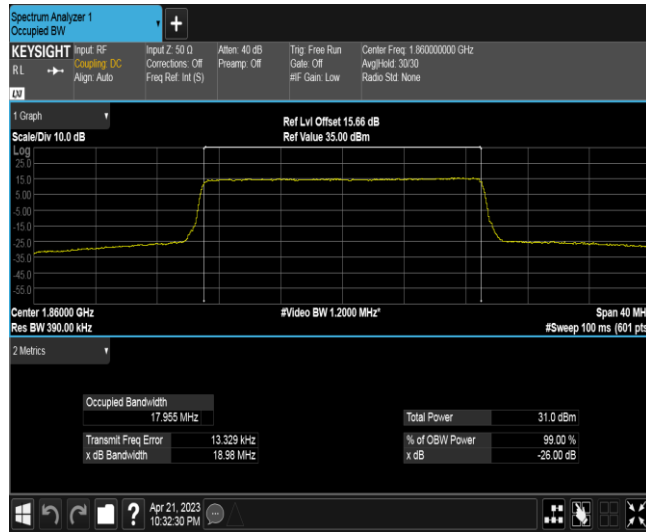 Spectrum Analyzer 1
Occupied BW
+
KEYSIGHT
RL
LXI
Input: RF
Coupling: DC
Align: Auto
Input Z: 50 Ω
Corrections: Off
Freq Ref: Int (S)
Atten: 40 dB
Preamp: Off
Trig: Free Run
Gate: Off
#IF Gain: Low
Center Freq: 1.860000000 GHz
Avg|Hold: 30/30
Radio Std: None
1 Graph
Scale/Div 10.0 dB
Ref Lvl Offset 15.66 dB
Ref Value 35.00 dBm
Log
25.0
15.0
5.00
-5.00
-15.0
-25.0
-35.0
-45.0
-55.0
Center 1.86000 GHz
Res BW 390.00 kHz
#Video BW 1.2000 MHz*
Span 40 MH
#Sweep 100 ms (601 pts
2 Metrics
Occupied Bandwidth
17.955 MHz
Transmit Freq Error 13.329 kHz
x dB Bandwidth 18.98 MHz
Total Power 31.0 dBm
% of OBW Power 99.00 %
x dB -26.00 dB
?
Apr 21, 2023
10:32:30 PM